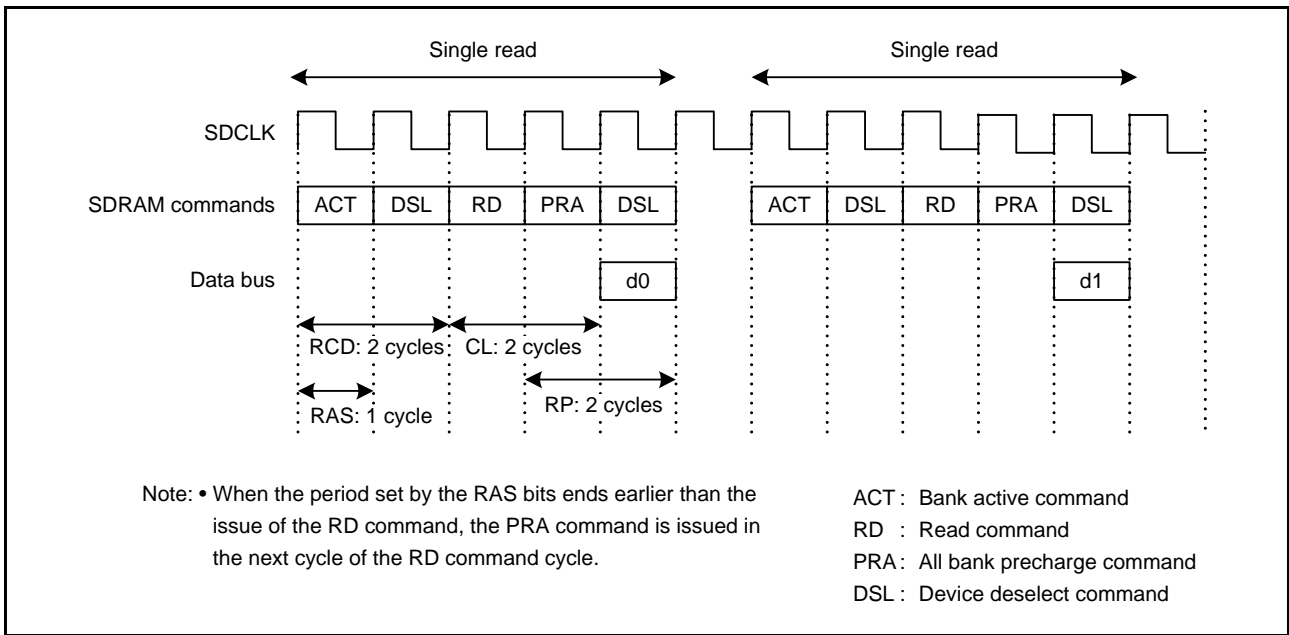 Single read Single read
SDCLK
SDRAM commands ACT DSL RD PRA DSL ACT DSL RD PRA DSL
Data bus d0 d1
RCD: 2 cycles CL: 2 cycles
RAS: 1 cycle RP: 2 cycles
Note: • When the period set by the RAS bits ends earlier than the
issue of the RD command, the PRA command is issued in
the next cycle of the RD command cycle.
ACT : Bank active command
RD : Read command
PRA : All bank precharge command
DSL : Device deselect command